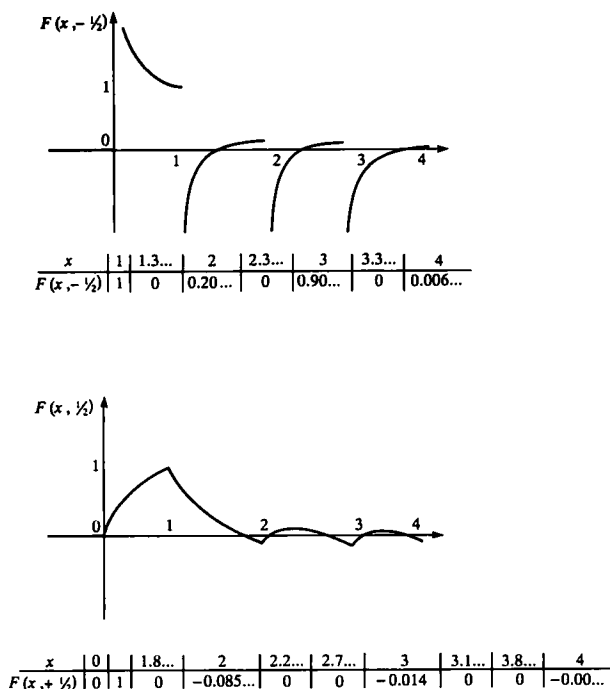 F(x,−½)
1
0
1 2 3 4
x 1 1.3... 2 2.3... 3 3.3... 4
F(x,−½) 1 0 0.20... 0 0.90... 0 0.006...
F(x,½)
1
0 1 2 3 4
x 0 1.8... 2 2.2... 2.7... 3 3.1... 3.8... 4
F(x,+½) 0 1 0 −0.085... 0 0 −0.014 0 0 −0.00...